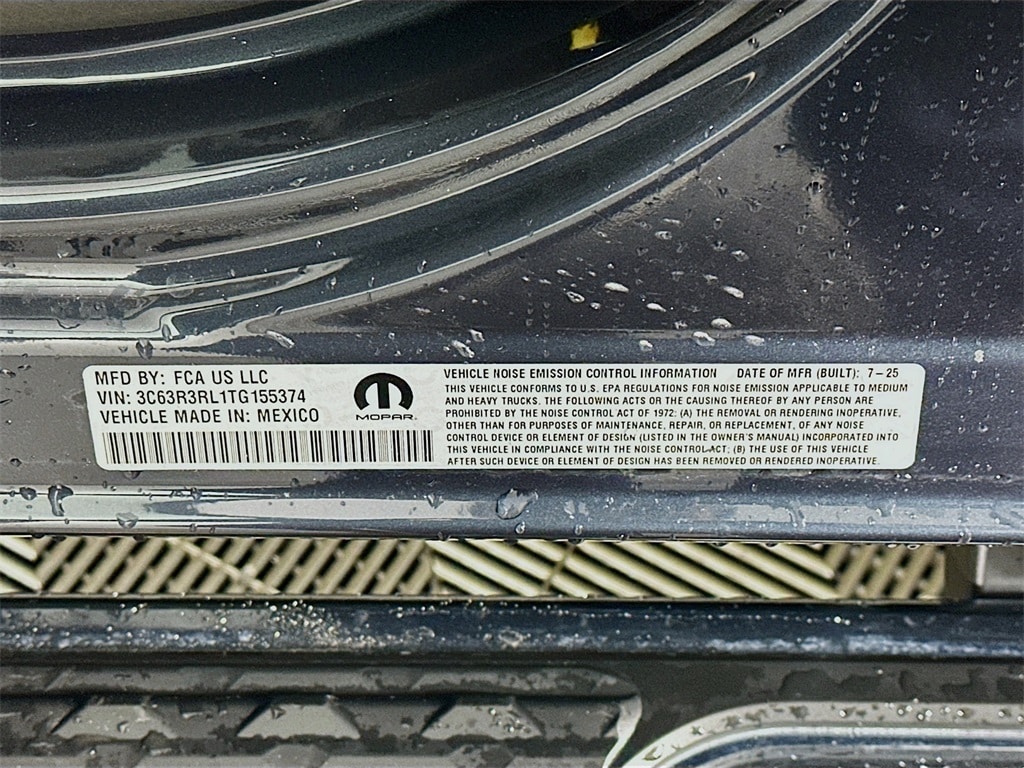 MFD BY: FCA US LLC
VIN: 3C63R3RL1TG155374
VEHICLE MADE IN: MEXICO
MOPAR
VEHICLE NOISE EMISSION CONTROL INFORMATION DATE OF MFR (BUILT): 7-25
THIS VEHICLE CONFORMS TO U.S. EPA REGULATIONS FOR NOISE EMISSION APPLICABLE TO MEDIUM
AND HEAVY TRUCKS. THE FOLLOWING ACTS OR THE CAUSING THEREOF BY ANY PERSON ARE
PROHIBITED BY THE NOISE CONTROL ACT OF 1972: (A) THE REMOVAL OR RENDERING INOPERATIVE,
OTHER THAN FOR PURPOSES OF MAINTENANCE, REPAIR, OR REPLACEMENT, OF ANY NOISE
CONTROL DEVICE OR ELEMENT OF DESIGN (LISTED IN THE OWNER'S MANUAL) INCORPORATED INTO
THIS VEHICLE IN COMPLIANCE WITH THE NOISE CONTROL ACT; (B) THE USE OF THIS VEHICLE
AFTER SUCH DEVICE OR ELEMENT OF DESIGN HAS BEEN REMOVED OR RENDERED INOPERATIVE.